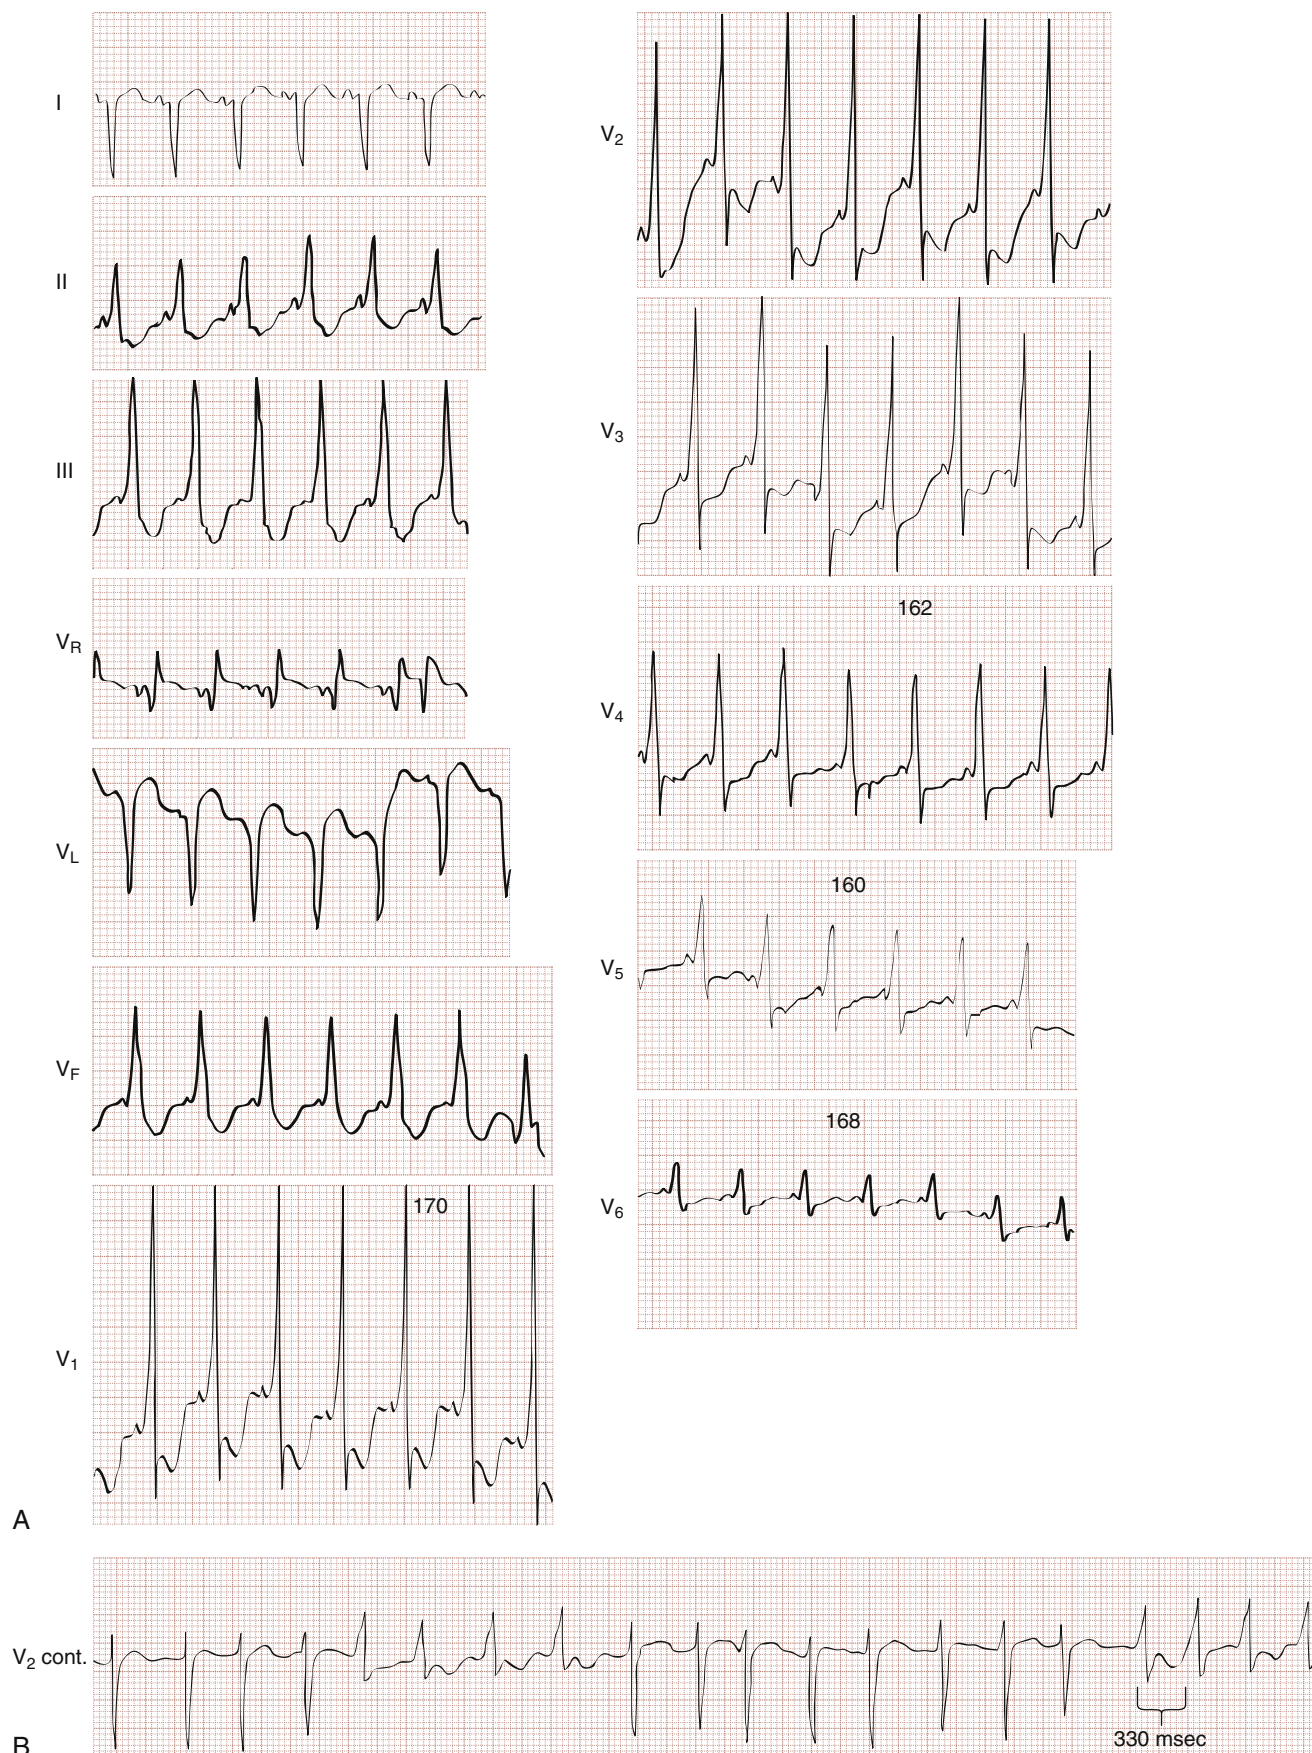 I
II
III
VR
VL
VF
V1
170
A
V2
V3
162
V4
160
V5
168
V6
V2 cont.
330 msec
B